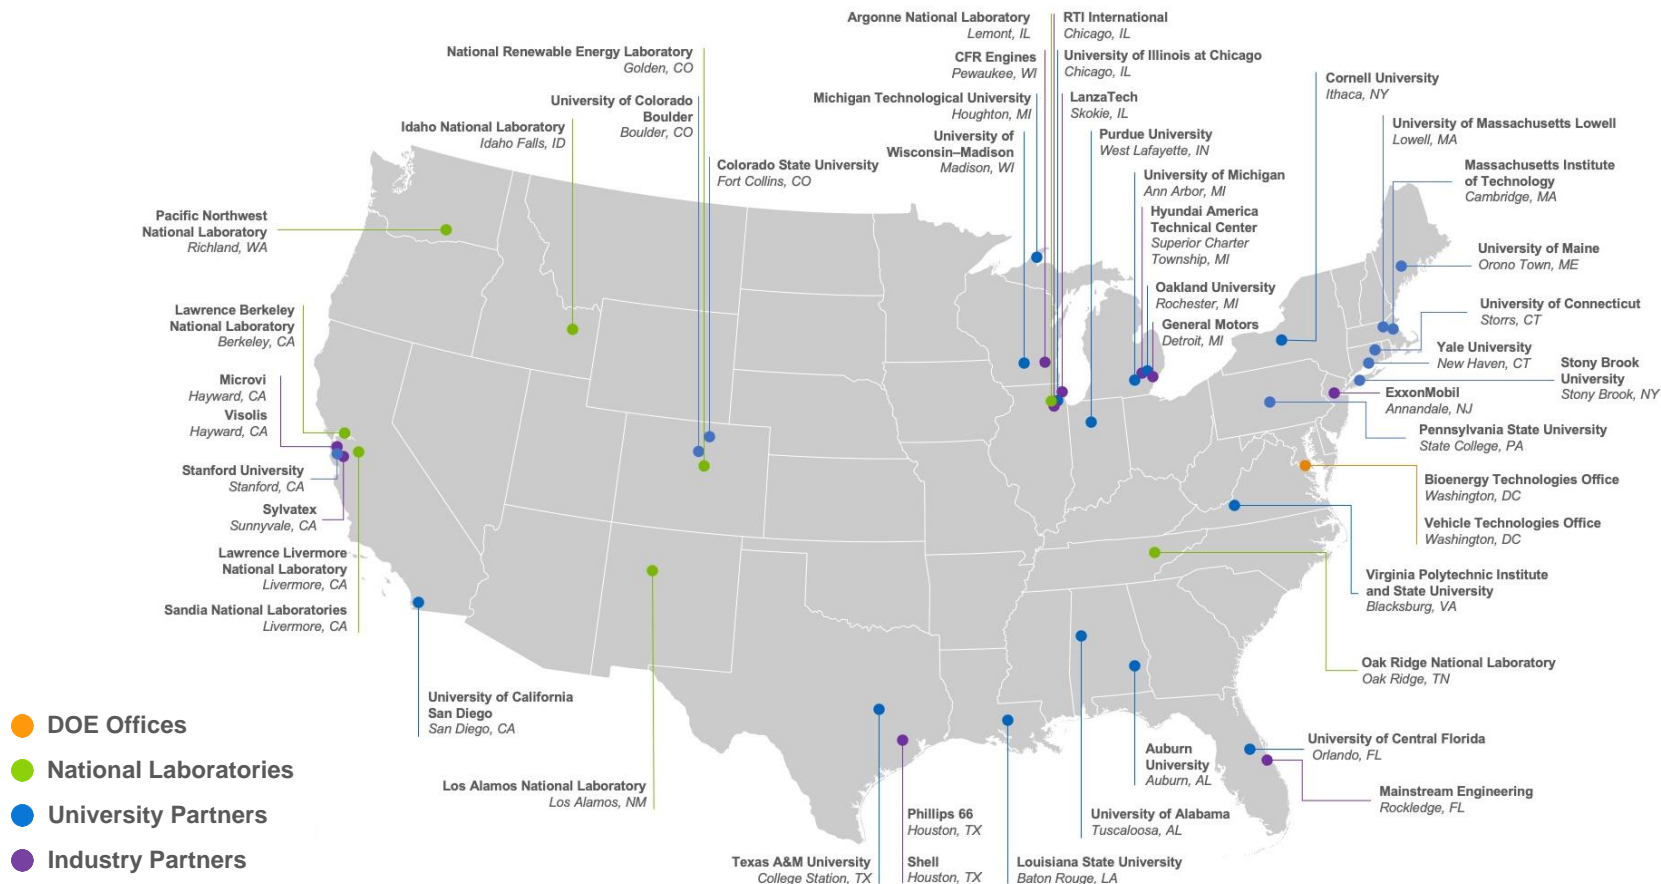 Argonne National Laboratory
Lemont, IL
RTI International
Chicago, IL
National Renewable Energy Laboratory
Golden, CO
CFR Engines
Pewaukee, WI
University of Illinois at Chicago
Chicago, IL
Cornell University
Ithaca, NY
University of Colorado
Boulder
Boulder, CO
Michigan Technological University
Houghton, MI
LanzaTech
Skokie, IL
University of Massachusetts Lowell
Lowell, MA
Idaho National Laboratory
Idaho Falls, ID
University of
Wisconsin–Madison
Madison, WI
Purdue University
West Lafayette, IN
Colorado State University
Fort Collins, CO
Massachusetts Institute
of Technology
Cambridge, MA
University of Michigan
Ann Arbor, MI
Pacific Northwest
National Laboratory
Richland, WA
Hyundai America
Technical Center
Superior Charter
Township, MI
University of Maine
Orono Town, ME
Oakland University
Rochester, MI
Lawrence Berkeley
National Laboratory
Berkeley, CA
University of Connecticut
Storrs, CT
General Motors
Detroit, MI
Yale University
New Haven, CT
Stony Brook
University
Stony Brook, NY
Microvi
Hayward, CA
ExxonMobil
Annandale, NJ
Visolis
Hayward, CA
Pennsylvania State University
State College, PA
Stanford University
Stanford, CA
Bioenergy Technologies Office
Washington, DC
Sylvatex
Sunnyvale, CA
Vehicle Technologies Office
Washington, DC
Lawrence Livermore
National Laboratory
Livermore, CA
Virginia Polytechnic Institute
and State University
Blacksburg, VA
Sandia National Laboratories
Livermore, CA
Oak Ridge National Laboratory
Oak Ridge, TN
University of California
San Diego
San Diego, CA
DOE Offices
National Laboratories
University Partners
Industry Partners
University of Central Florida
Orlando, FL
Auburn
University
Auburn, AL
Los Alamos National Laboratory
Los Alamos, NM
Mainstream Engineering
Rockledge, FL
Phillips 66
Houston, TX
University of Alabama
Tuscaloosa, AL
Texas A&M University
College Station, TX
Shell
Houston, TX
Louisiana State University
Baton Rouge, LA